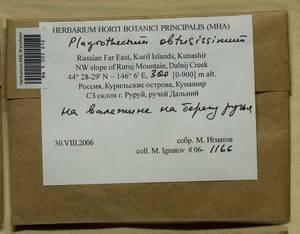 HERBARIUM HORTI BOTANICI PRINCIPALIS (MHA)
Plagiothecium obtusissimum
Russian Far East, Kuril Islands, Kunashir
NW slope of Ruruj Mountain, Dalnij Creek
44° 28-29' N – 146° 6' E, 300 [0-900] m alt.
Россия, Курильские острова, Кунашир
СЗ склон г. Руруй, ручей Дальний
на валежине на берегу ручья
30.VIII.2006
собр. М. Игнатов
coll. M. Ignatov # 06- 1166